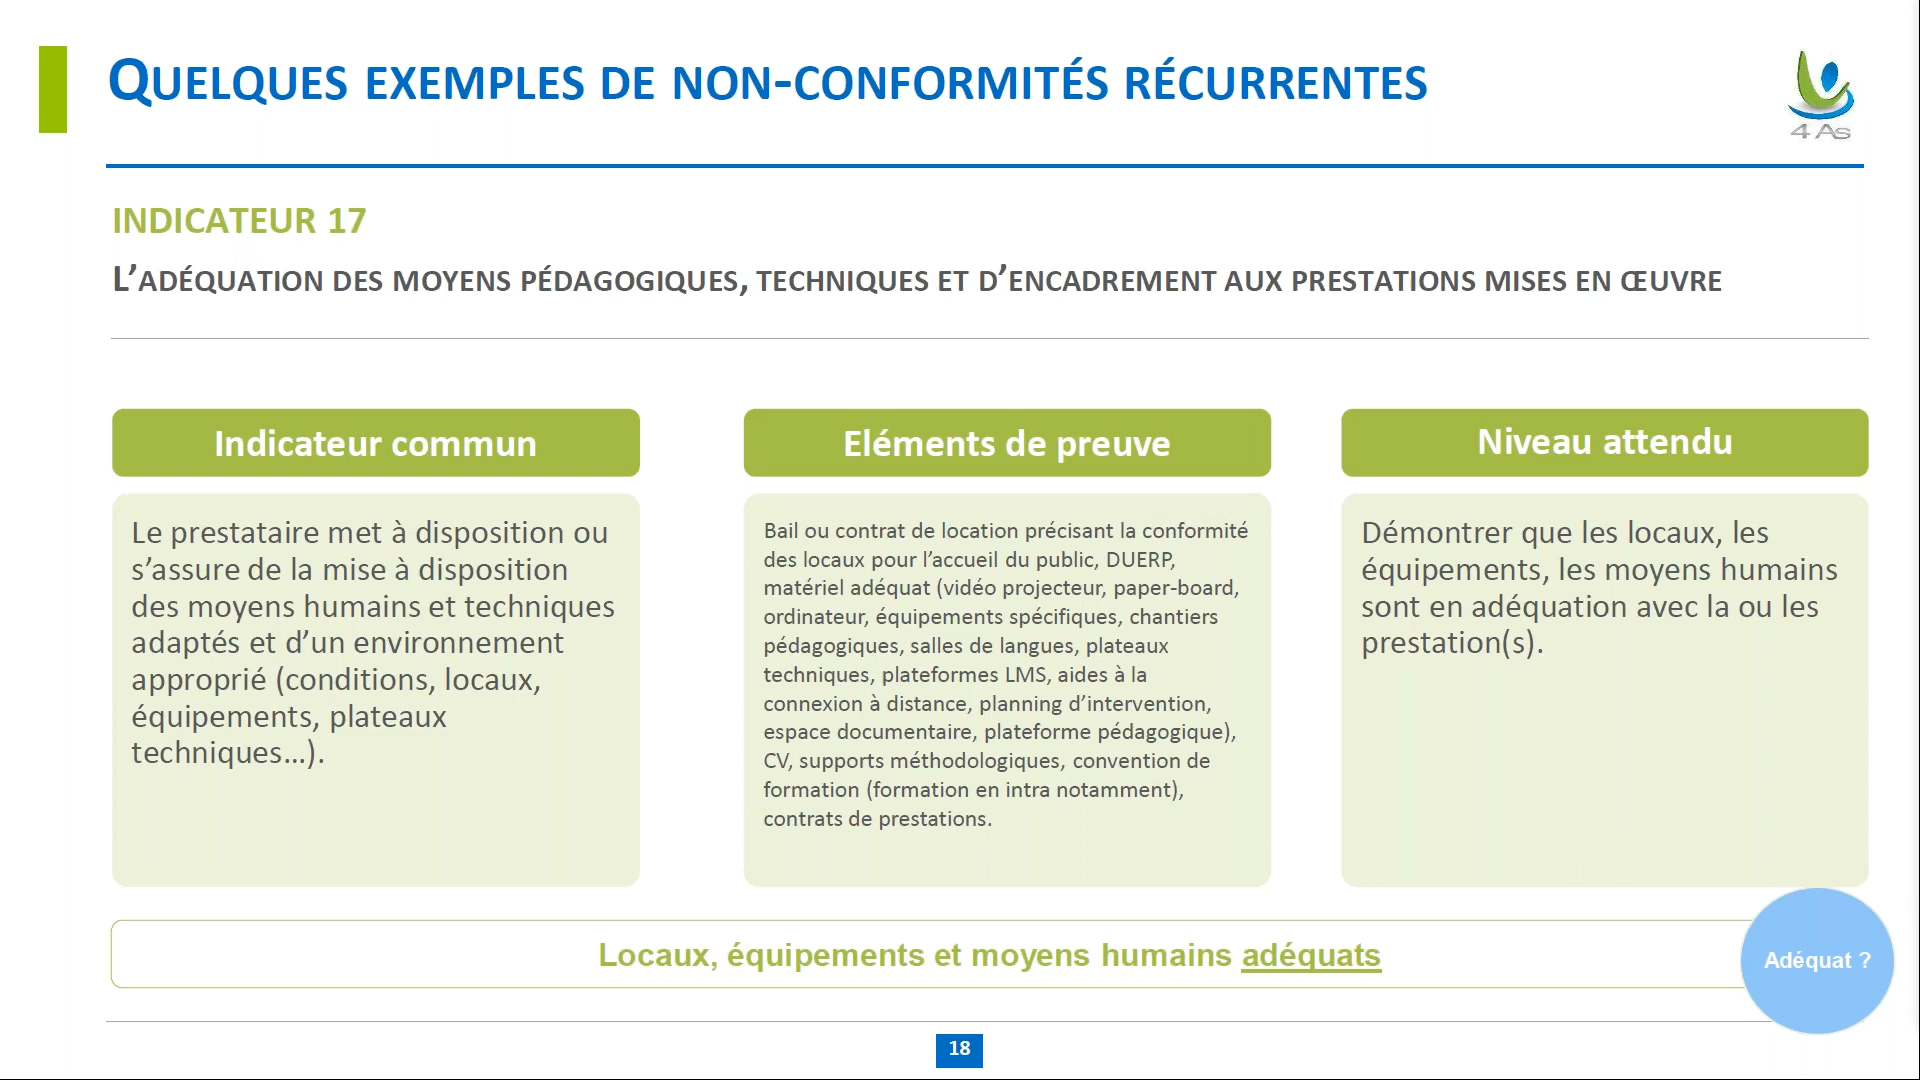 QUELQUES EXEMPLES DE NON-CONFORMITÉS RÉCURRENTES
4 As
INDICATEUR 17
L’ADÉQUATION DES MOYENS PÉDAGOGIQUES, TECHNIQUES ET D’ENCADREMENT AUX PRESTATIONS MISES EN ŒUVRE
Indicateur commun
Le prestataire met à disposition ou
s’assure de la mise à disposition
des moyens humains et techniques
adaptés et d’un environnement
approprié (conditions, locaux,
équipements, plateaux
techniques…).
Eléments de preuve
Bail ou contrat de location précisant la conformité
des locaux pour l’accueil du public, DUERP,
matériel adéquat (vidéo projecteur, paper-board,
ordinateur, équipements spécifiques, chantiers
pédagogiques, salles de langues, plateaux
techniques, plateformes LMS, aides à la
connexion à distance, planning d’intervention,
espace documentaire, plateforme pédagogique),
CV, supports méthodologiques, convention de
formation (formation en intra notamment),
contrats de prestations.
Niveau attendu
Démontrer que les locaux, les
équipements, les moyens humains
sont en adéquation avec la ou les
prestation(s).
Locaux, équipements et moyens humains adéquats
Adéquat ?
18